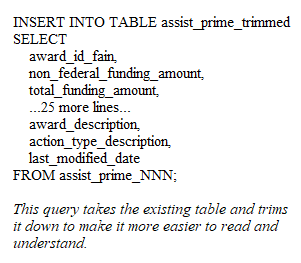 INSERT INTO TABLE assist_prime_trimmed
SELECT
award_id_fain,
non_federal_funding_amount,
total_funding_amount,
...25 more lines...
award_description,
action_type_description,
last_modified_date
FROM assist_prime_NNN;
This query takes the existing table and trims
it down to make it more easier to read and
understand.